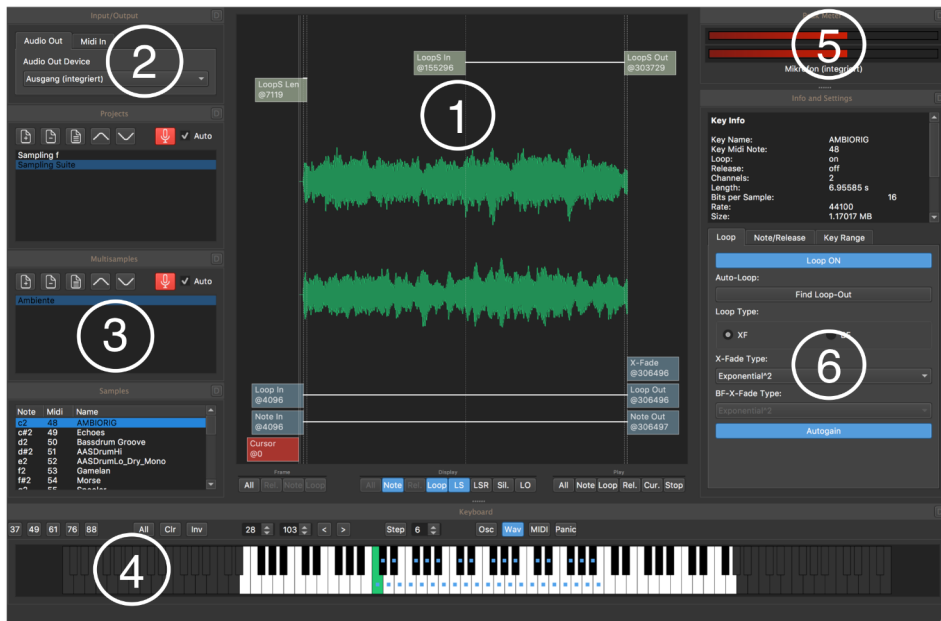 Input/Output
Audio Out Midi In
Audio Out Device
Ausgang (integriert)
2
Projects
Auto
Sampling f
Sampling Suite
Multisamples
Auto
Ambiente
3
Samples
Note Midi Name
c2 48 AMBIORIG
c#2 49 Echoes
d2 50 Bassdrum Groove
d#2 51 AASDrumHi
e2 52 AASDrumLo_Dry_Mono
f2 53 Gamelan
f#2 54 Morse
LoopS In
@155296
LoopS Out
@303729
LoopS Len
@7119
1
X-Fade
@306496
Loop In
@4096
Loop Out
@306496
Note In
@4096
Note Out
@306497
Cursor
@0
Frame Display Play
All Rel. Note Loop All Note Rel. Loop LS LSR Sil. LO All Note Loop Rel. Cur. Stop
Meter
5
Mikrofon (integriert)
Info and Settings
Key Info
Key Name: AMBIORIG
Key Midi Note: 48
Loop: on
Release: off
Channels: 2
Length: 6.95585 s
Bits per Sample: 16
Rate: 44100
Size: 1.17017 MB
Loop Note/Release Key Range
Loop ON
Auto-Loop:
Find Loop-Out
Loop Type:
XF
X-Fade Type:
Exponential^2
6
BF-X-Fade Type:
Exponential^2
Autogain
Keyboard
37 49 61 76 88 All Clr Inv 28 103 < > Step 6 Osc Wav MIDI Panic
4